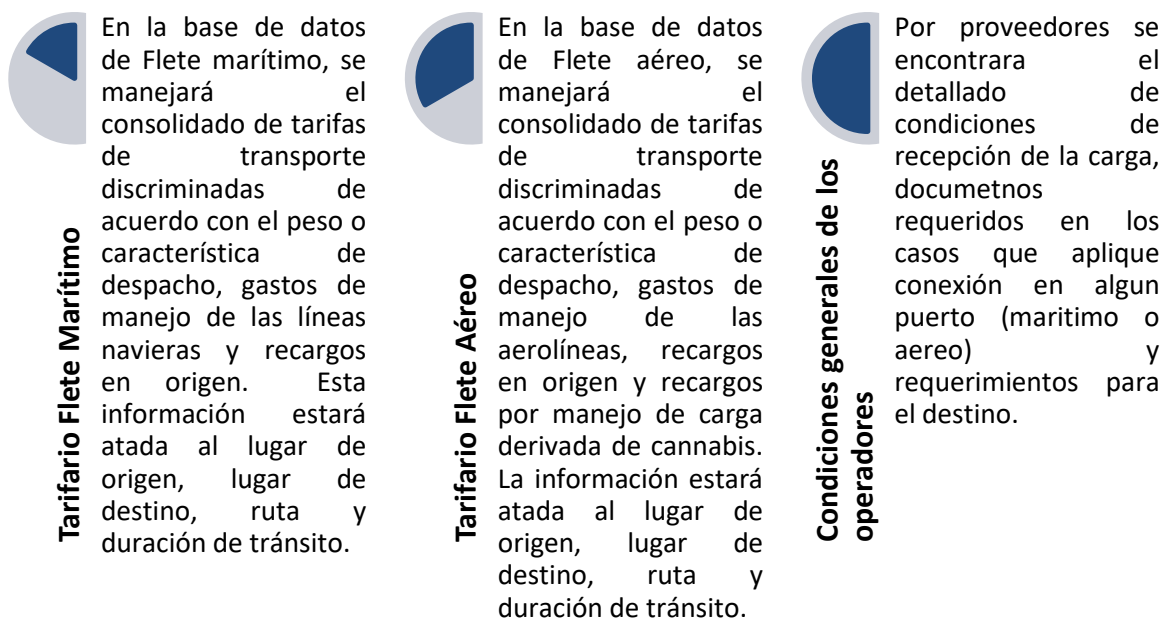 Tarifario Flete Marítimo
En la base de datos
de Flete marítimo, se
manejará el
consolidado de tarifas
de transporte
discriminadas de
acuerdo con el peso o
característica de
despacho, gastos de
manejo de las líneas
navieras y recargos
en origen. Esta
información estará
atada al lugar de
origen, lugar de
destino, ruta y
duración de tránsito.
Tarifario Flete Aéreo
En la base de datos
de Flete aéreo, se
manejará el
consolidado de tarifas
de transporte
discriminadas de
acuerdo con el peso o
característica de
despacho, gastos de
manejo de las
aerolíneas, recargos
en origen y recargos
por manejo de carga
derivada de cannabis.
La información estará
atada al lugar de
origen, lugar de
destino, ruta y
duración de tránsito.
Condiciones generales de los
operadores
Por proveedores se
encontrara el
detallado de
condiciones de
recepción de la carga,
documetnos
requeridos en los
casos que aplique
conexión en algun
puerto (maritimo o
aereo) y
requerimientos para
el destino.